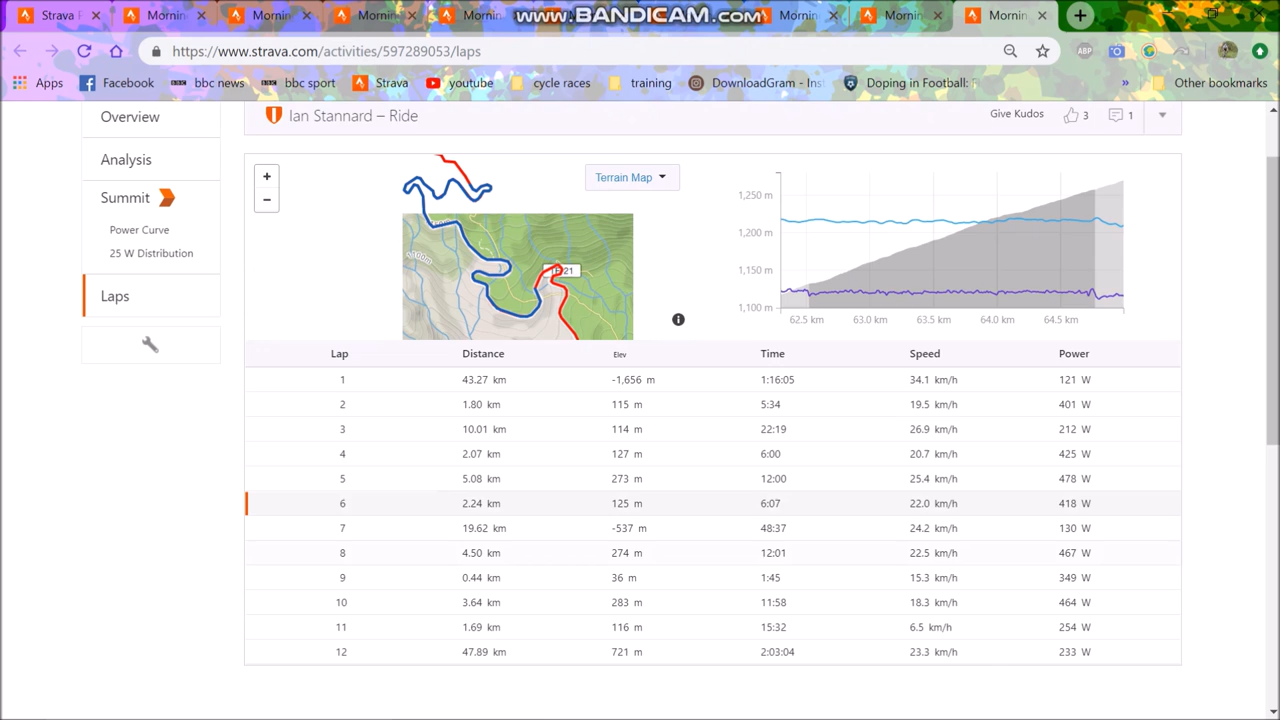 Strava F
Mornin
Morning
Mornin
Mornin
WWW.BANDICAM.COM
Mornin
Morning
Mornin
https://www.strava.com/activities/597289053/laps
ABP
Apps Facebook BBC bbc news BBC bbc sport Strava youtube cycle races training DownloadGram - Inst Doping in Football: » Other bookmarks
Overview
Analysis
Summit
Power Curve
25 W Distribution
Laps
Ian Stannard – Ride
Give Kudos 3 1
+
−
Terrain Map
1,250 m
1,200 m
1,150 m
1,100 m
62.5 km 63.0 km 63.5 km 64.0 km 64.5 km
Lap Distance Elev Time Speed Power
1 43.27 km -1,656 m 1:16:05 34.1 km/h 121 W
2 1.80 km 115 m 5:34 19.5 km/h 401 W
3 10.01 km 114 m 22:19 26.9 km/h 212 W
4 2.07 km 127 m 6:00 20.7 km/h 425 W
5 5.08 km 273 m 12:00 25.4 km/h 478 W
6 2.24 km 125 m 6:07 22.0 km/h 418 W
7 19.62 km -537 m 48:37 24.2 km/h 130 W
8 4.50 km 274 m 12:01 22.5 km/h 467 W
9 0.44 km 36 m 1:45 15.3 km/h 349 W
10 3.64 km 283 m 11:58 18.3 km/h 464 W
11 1.69 km 116 m 15:32 6.5 km/h 254 W
12 47.89 km 721 m 2:03:04 23.3 km/h 233 W